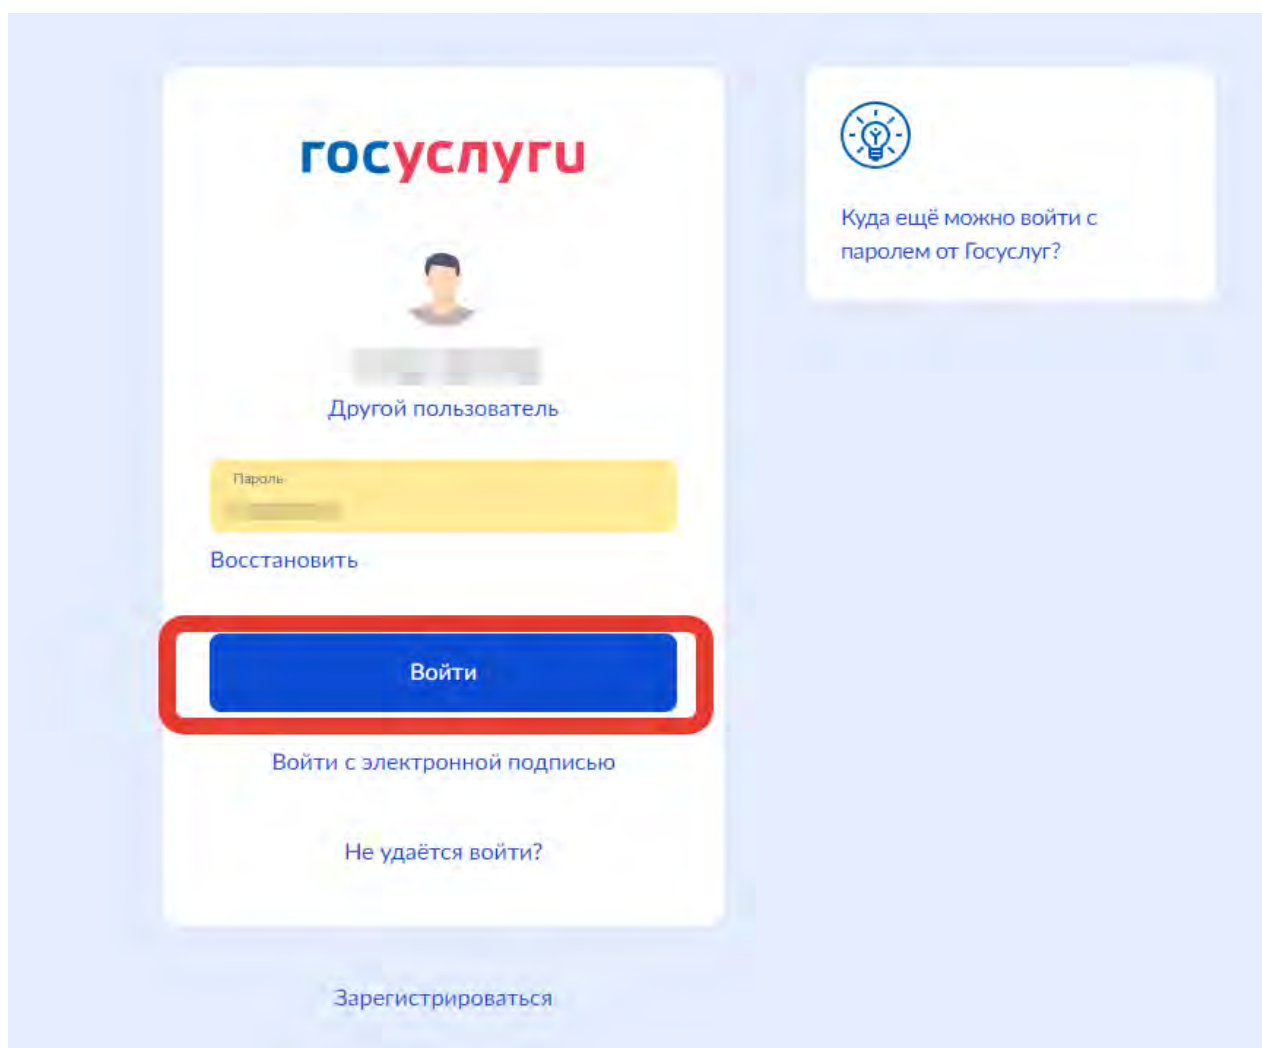 госуслуги
Куда ещё можно войти с
паролем от Госуслуг?
Другой пользователь
Пароль
Восстановить
Войти
Войти с электронной подписью
Не удаётся войти?
Зарегистрироваться